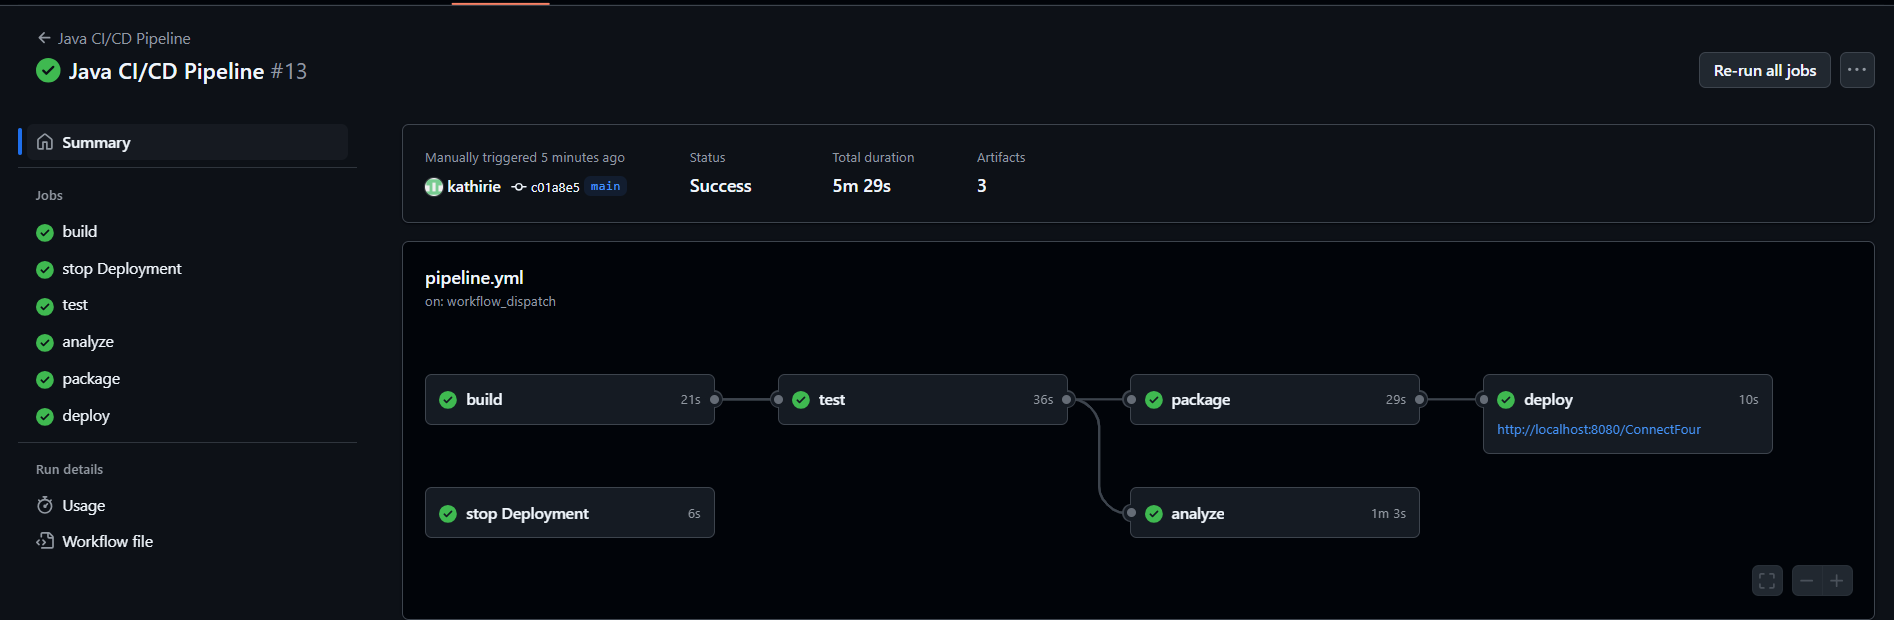 Java CI/CD Pipeline
Java CI/CD Pipeline #13
Re-run all jobs
Summary
Jobs
build
stop Deployment
test
analyze
package
deploy
Run details
Usage
Workflow file
Manually triggered 5 minutes ago
kathirie c01a8e5 main
Status
Success
Total duration
5m 29s
Artifacts
3
pipeline.yml
on: workflow_dispatch
build 21s
test 36s
package 29s
deploy 10s
http://localhost:8080/ConnectFour
stop Deployment 6s
analyze 1m 3s